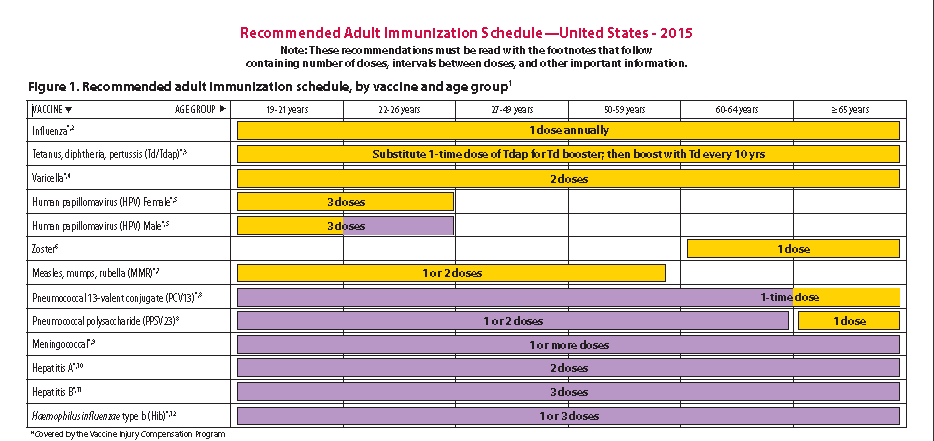 Recommended Adult Immunization Schedule—United States - 2015
Note: These recommendations must be read with the footnotes that follow
containing number of doses, intervals between doses, and other important information.
Figure 1. Recommended adult immunization schedule, by vaccine and age group1
VACCINE ▼ AGE GROUP ► 19-21 years 22-26 years 27-49 years 50-59 years 60-64 years ≥ 65 years
Influenza*,2 1 dose annually
Tetanus, diphtheria, pertussis (Td/Tdap)*,3 Substitute 1-time dose of Tdap for Td booster; then boost with Td every 10 yrs
Varicella*,4 2 doses
Human papillomavirus (HPV) Female*,5 3 doses
Human papillomavirus (HPV) Male*,5 3 doses
Zoster6 1 dose
Measles, mumps, rubella (MMR)*,7 1 or 2 doses
Pneumococcal 13-valent conjugate (PCV13)*,8 1-time dose
Pneumococcal polysaccharide (PPSV23)8 1 or 2 doses 1 dose
Meningococcal*,9 1 or more doses
Hepatitis A*,10 2 doses
Hepatitis B*,11 3 doses
Haemophilus influenzae type b (Hib)*,12 1 or 3 doses
*Covered by the Vaccine Injury Compensation Program